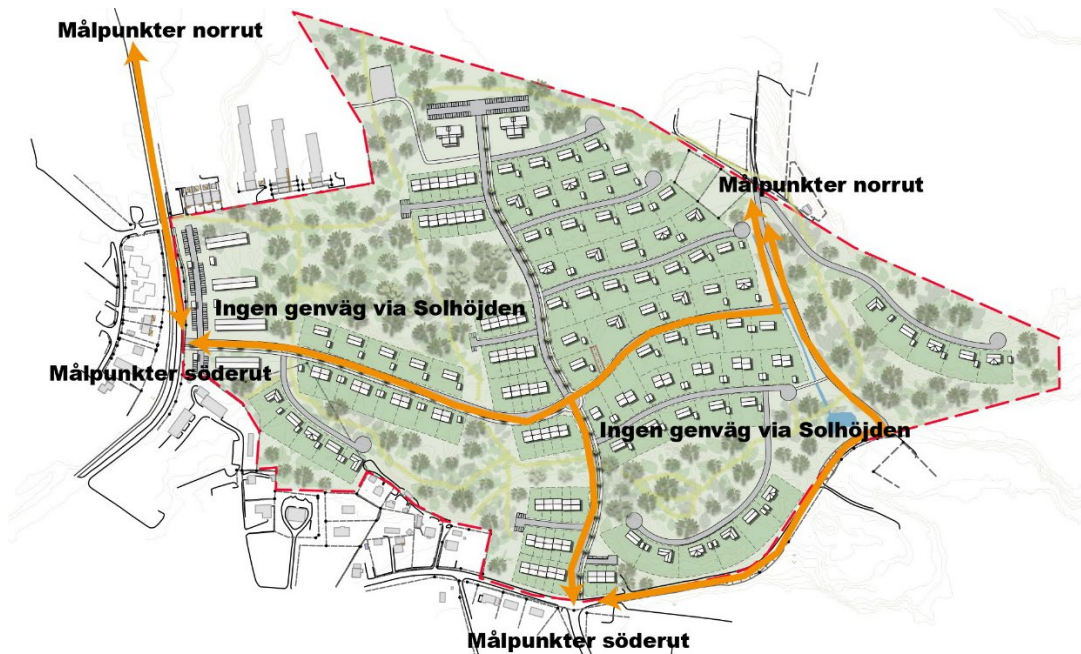 Målpunkter norrut
Målpunkter norrut
Ingen genväg via Solhöjden
Målpunkter söderut
Ingen genväg via Solhöjden
Målpunkter söderut